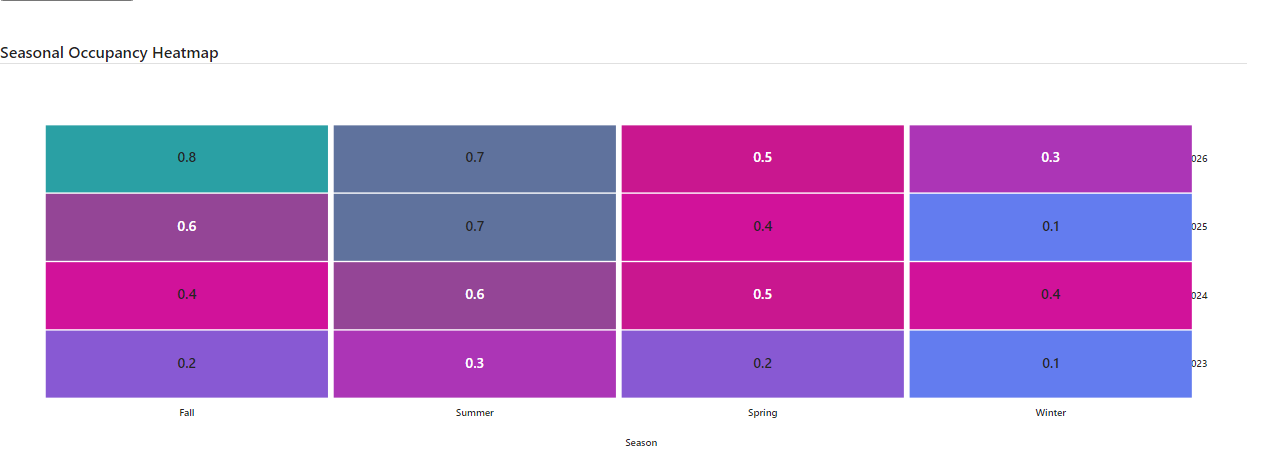 Seasonal Occupancy Heatmap
0.8 0.7 0.5 0.3 026
0.6 0.7 0.4 0.1 025
0.4 0.6 0.5 0.4 024
0.2 0.3 0.2 0.1 023
Fall Summer Spring Winter
Season